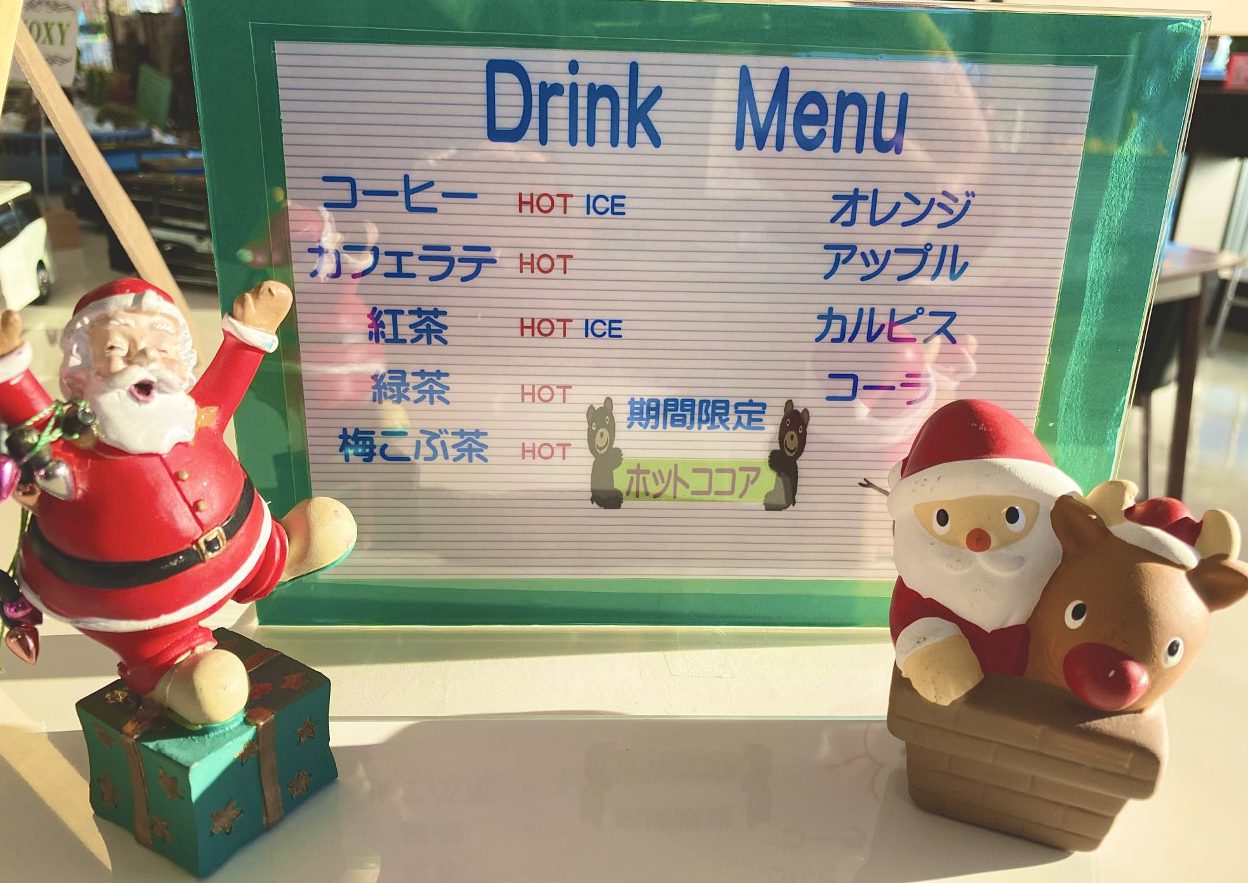 OXY
Drink Menu
コーヒー HOT ICE
カフェラテ HOT
紅茶 HOT ICE
緑茶 HOT
梅こぶ茶 HOT
オレンジ
アップル
カルピス
コーラ
期間限定
ホットココア